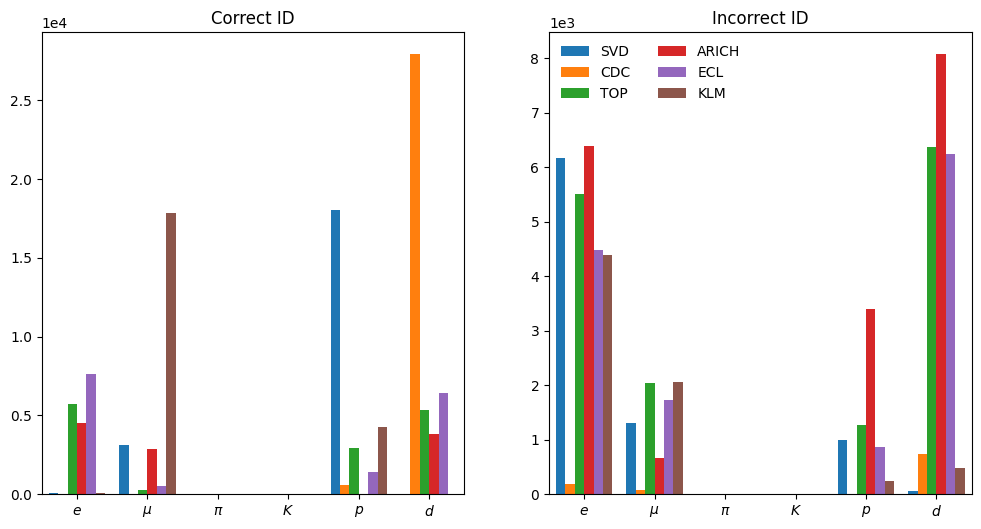 Correct ID
1e4
2.5
2.0
1.5
1.0
0.5
0.0
e μ π K p d
Incorrect ID
1e3
8
7
6
5
4
3
2
1
0
SVD ARICH
CDC ECL
TOP KLM
e μ π K p d